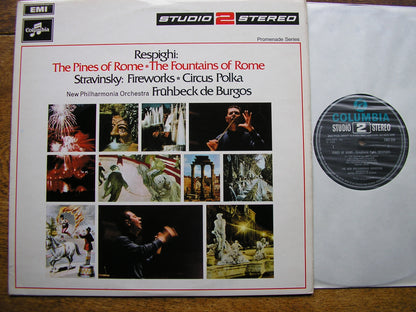 EMI
Columbia
STUDIO 2 STEREO
Promenade Series
Respighi:
The Pines of Rome•The Fountains of Rome
Stravinsky: Fireworks•Circus Polka
New Philharmonia Orchestra Frühbeck de Burgos
COLUMBIA
STUDIO 2 STEREO